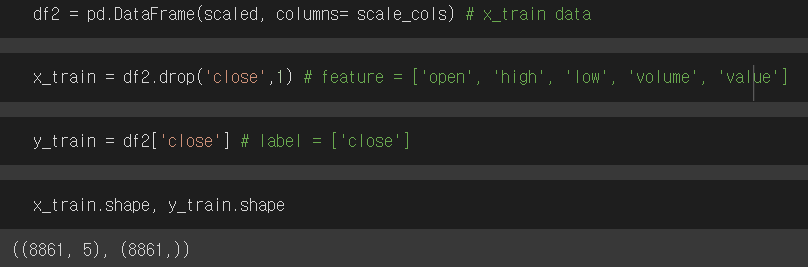 df2 = pd.DataFrame(scaled, columns= scale_cols) # x_train data
x_train = df2.drop('close',1) # feature = ['open', 'high', 'low', 'volume', 'value']
y_train = df2['close'] # label = ['close']
x_train.shape, y_train.shape
((8861, 5), (8861,))